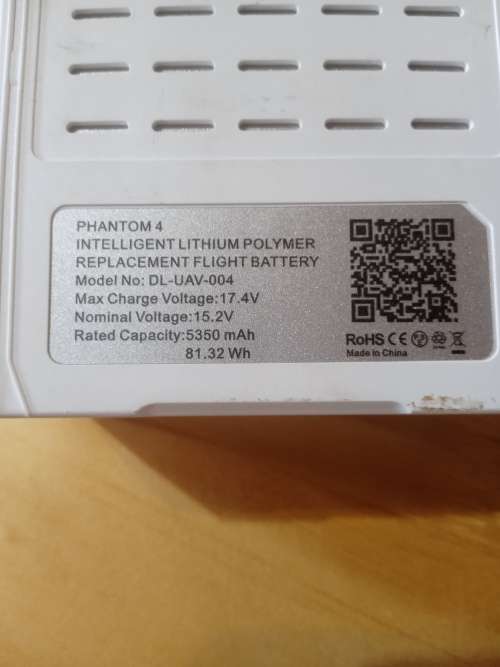 PHANTOM 4
INTELLIGENT LITHIUM POLYMER
REPLACEMENT FLIGHT BATTERY
Model No: DL-UAV-004
Max Charge Voltage:17.4V
Nominal Voltage:15.2V
Rated Capacity:5350 mAh
81.32 Wh
RoHS CE
Made in China